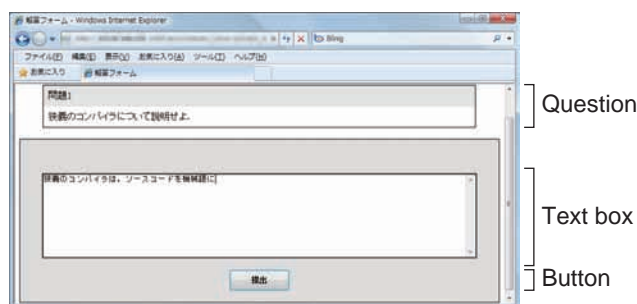 解答フォーム - Windows Internet Explorer
Bing
ファイル(F) 編集(E) 表示(V) お気に入り(A) ツール(T) ヘルプ(H)
お気に入り 解答フォーム
問題1
狭義のコンパイラについて説明せよ.
Question
狭義のコンパイラは，ソースコードを機械語に
Text box
提出
Button